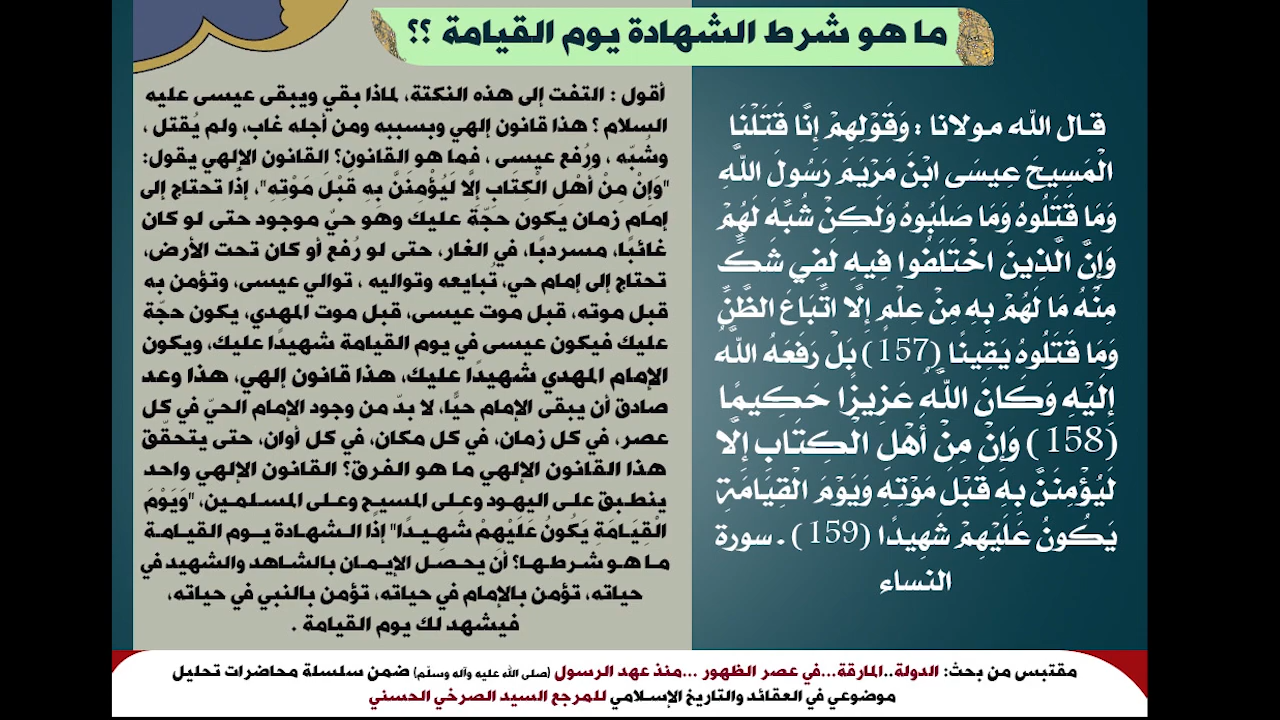 ما هو شرط الشهادة يوم القيامة ؟؟
قال الله مولانا : وَقَوْلِهِمْ إِنَّا قَتَلْنَا
الْمَسِيحَ عِيسَى ابْنَ مَرْيَمَ رَسُولَ اللَّهِ
وَمَا قَتَلُوهُ وَمَا صَلَبُوهُ وَلَكِنْ شُبِّهَ لَهُمْ
وَإِنَّ الَّذِينَ اخْتَلَفُوا فِيهِ لَفِي شَكٍّ
مِنْهُ مَا لَهُمْ بِهِ مِنْ عِلْمٍ إِلَّا اتِّبَاعَ الظَّنِّ
وَمَا قَتَلُوهُ يَقِينًا (157) بَلْ رَفَعَهُ اللَّهُ
إِلَيْهِ وَكَانَ اللَّهُ عَزِيزًا حَكِيمًا
(158) وَإِنْ مِنْ أَهْلِ الْكِتَابِ إِلَّا
لَيُؤْمِنَنَّ بِهِ قَبْلَ مَوْتِهِ وَيَوْمَ الْقِيَامَةِ
يَكُونُ عَلَيْهِمْ شَهِيدًا (159) . سورة
النساء
أقول : التفت إلى هذه النكتة، لماذا بقي ويبقى عيسى عليه
السلام ؟ هذا قانون إلهي وبسببه ومن أجله غاب، ولم يُقتل ،
وشُبّه ، ورُفع عيسى ، فما هو القانون؟ القانون الإلهي يقول:
"وَإِنْ مِنْ أَهْلِ الْكِتَابِ إِلَّا لَيُؤْمِنَنَّ بِهِ قَبْلَ مَوْتِهِ"، إذًا تحتاج إلى
إمام زمان يَكون حَجّة عليك وهو حيّ موجود حتى لو كان
غائبًا، مسردبًا، في الغار، حتى لو رُفع أو كان تحت الأرض،
تحتاج إلى إمام حي، تُبايعه وتواليه ، توالي عيسى، وتؤمن به
قبل موته، قبل موت عيسى، قبل موت المهدي، يكون حجّة
عليك فيكون عيسى في يوم القيامة شهيدًا عليك، ويكون
الإمام المهدي شهيدًا عليك، هذا قانون إلهي، هذا وعد
صادق أن يبقى الإمام حيًّا، لا بدّ من وجود الإمام الحيّ في كل
عصر، في كل زمان، في كل مكان، في كل أوان، حتى يتحقّق
هذا القانون الإلهي ما هو الفرق؟ القانون الإلهي واحد
ينطبق على اليهود وعلى المسيح وعلى المسلمين، "وَيَوْمَ
الْقِيَامَةِ يَكُونُ عَلَيْهِمْ شَهِيدًا" إذًا الشهادة يوم القيامة
ما هو شرطها؟ أن يحصل الإيمان بالشاهد والشهيد في
حياته، تؤمن بالإمام في حياته، تؤمن بالنبي في حياته،
فيشهد لك يوم القيامة .
مقتبس من بحث: الدولة..المارقة...في عصر الظهور ...منذ عهد الرسول (صلى الله عليه وآله وسلّم) ضمن سلسلة محاضرات تحليل
موضوعي في العقائد والتاريخ الإسلامي للمرجع السيد الصرخي الحسني